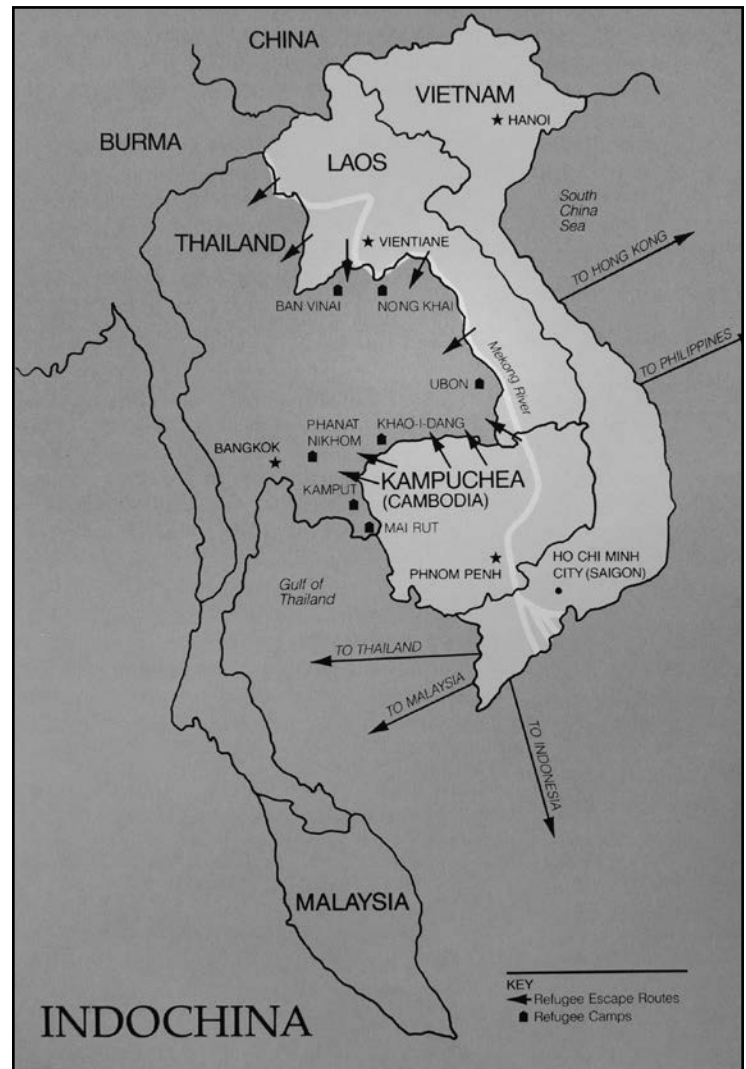 CHINA
VIETNAM
HANOI
BURMA
LAOS
South
China
Sea
THAILAND
VIENTIANE
TO HONG KONG
BAN VINAI
NONG KHAI
TO PHILIPPINES
Mekong River
UBON
PHANAT
NIKHOM
KHAO-I-DANG
BANGKOK
KAMPUCHEA
(CAMBODIA)
KAMPUT
MAI RUT
PHNOM PENH
HO CHI MINH
CITY (SAIGON)
Gulf of
Thailand
TO THAILAND
TO MALAYSIA
TO INDONESIA
MALAYSIA
KEY
Refugee Escape Routes
Refugee Camps
INDOCHINA